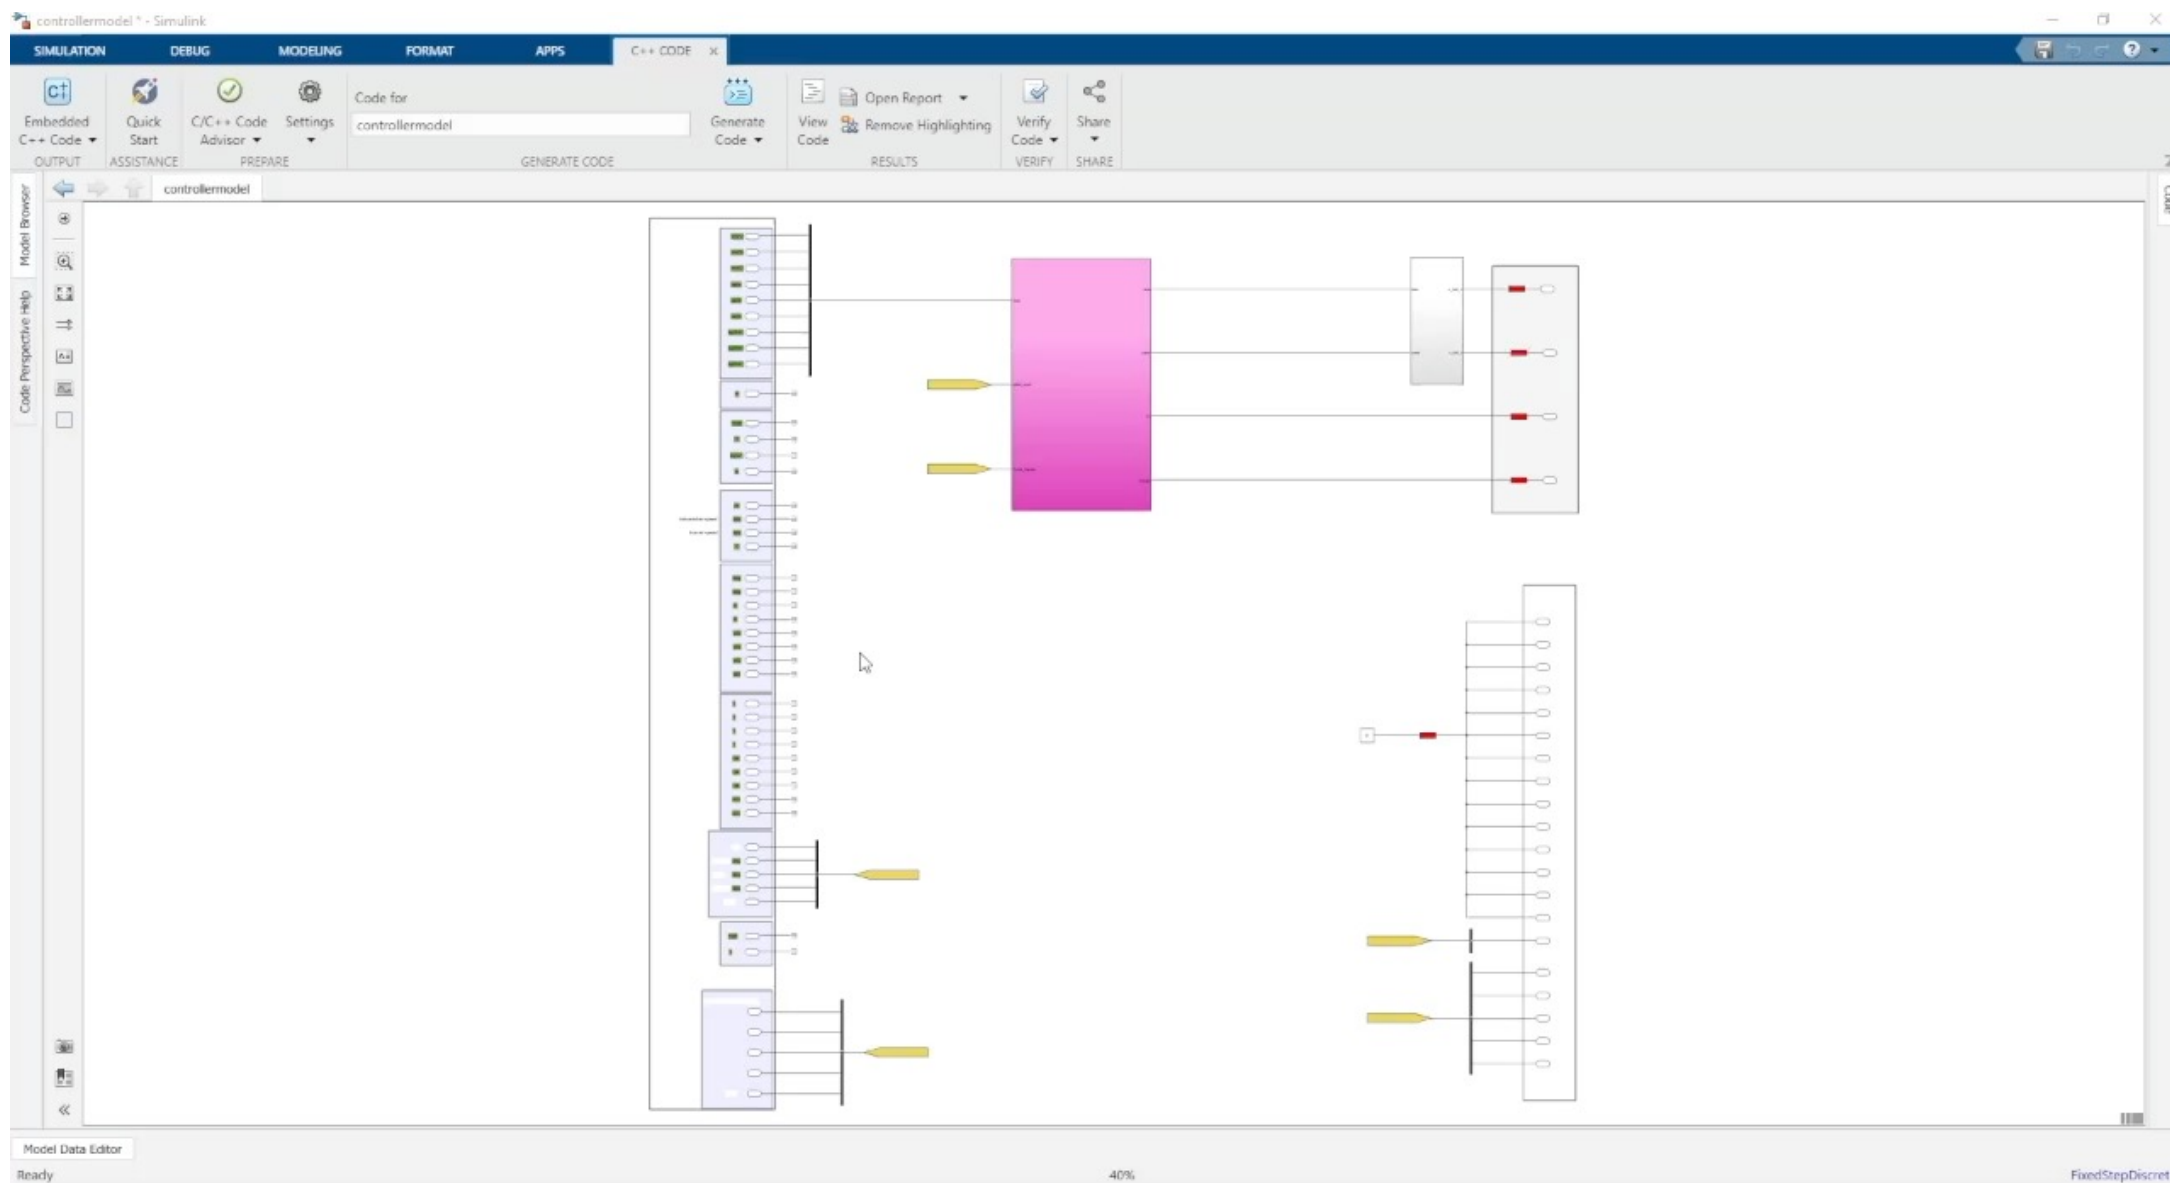 controllermodel * - Simulink
SIMULATION DEBUG MODELING FORMAT APPS C++ CODE
Embedded C++ Code
Quick Start
C/C++ Code Advisor
Settings
Code for
controllermodel
Generate Code
View Code
Open Report
Remove Highlighting
Verify Code
Share
OUTPUT ASSISTANCE PREPARE GENERATE CODE RESULTS VERIFY SHARE
controllermodel
Model Browser
Code Perspective Help
Code
Model Data Editor
Ready 40% FixedStepDiscret